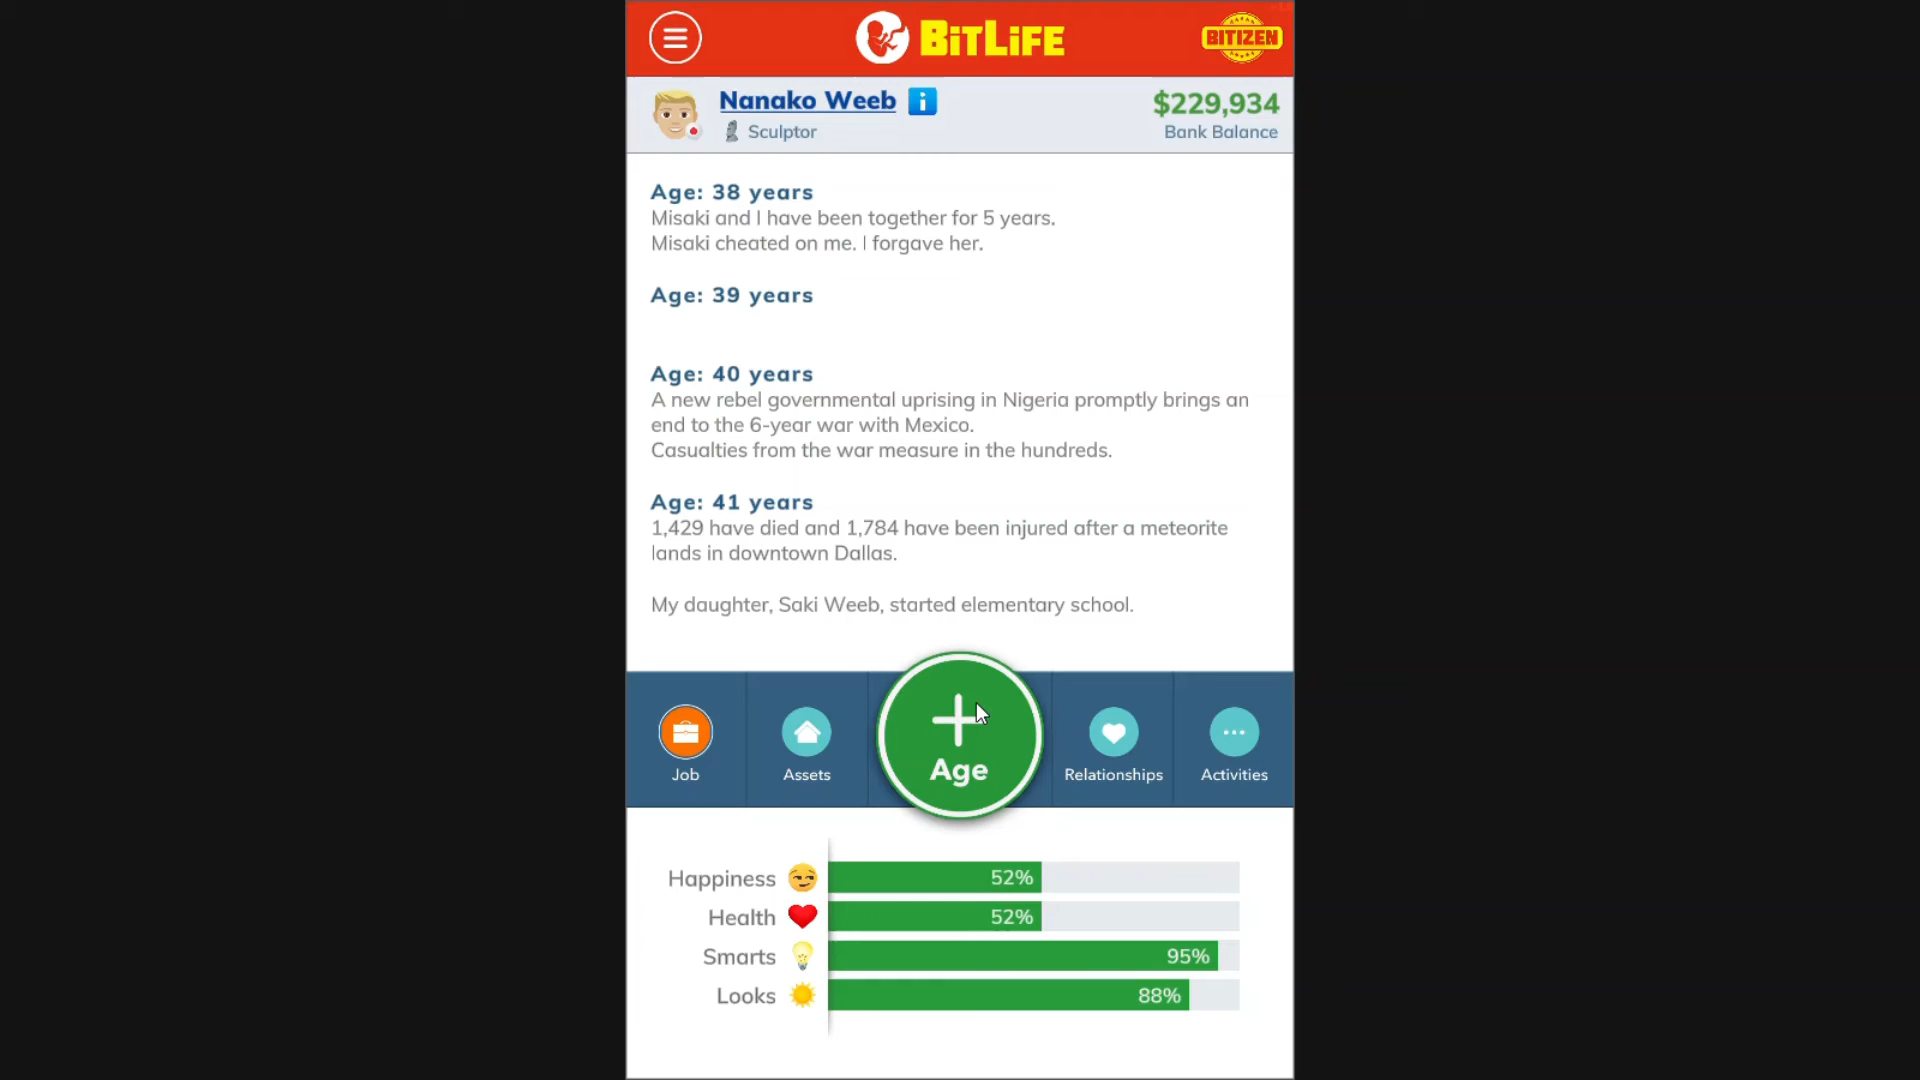 BiTLiFE
BITIZEN
Nanako Weeb
$229,934
Sculptor
Bank Balance
Age: 38 years
Misaki and I have been together for 5 years.
Misaki cheated on me. I forgave her.
Age: 39 years
Age: 40 years
A new rebel governmental uprising in Nigeria promptly brings an
end to the 6-year war with Mexico.
Casualties from the war measure in the hundreds.
Age: 41 years
1,429 have died and 1,784 have been injured after a meteorite
lands in downtown Dallas.
My daughter, Saki Weeb, started elementary school.
Job
Assets
Age
Relationships
Activities
Happiness 52%
Health 52%
Smarts 95%
Looks 88%